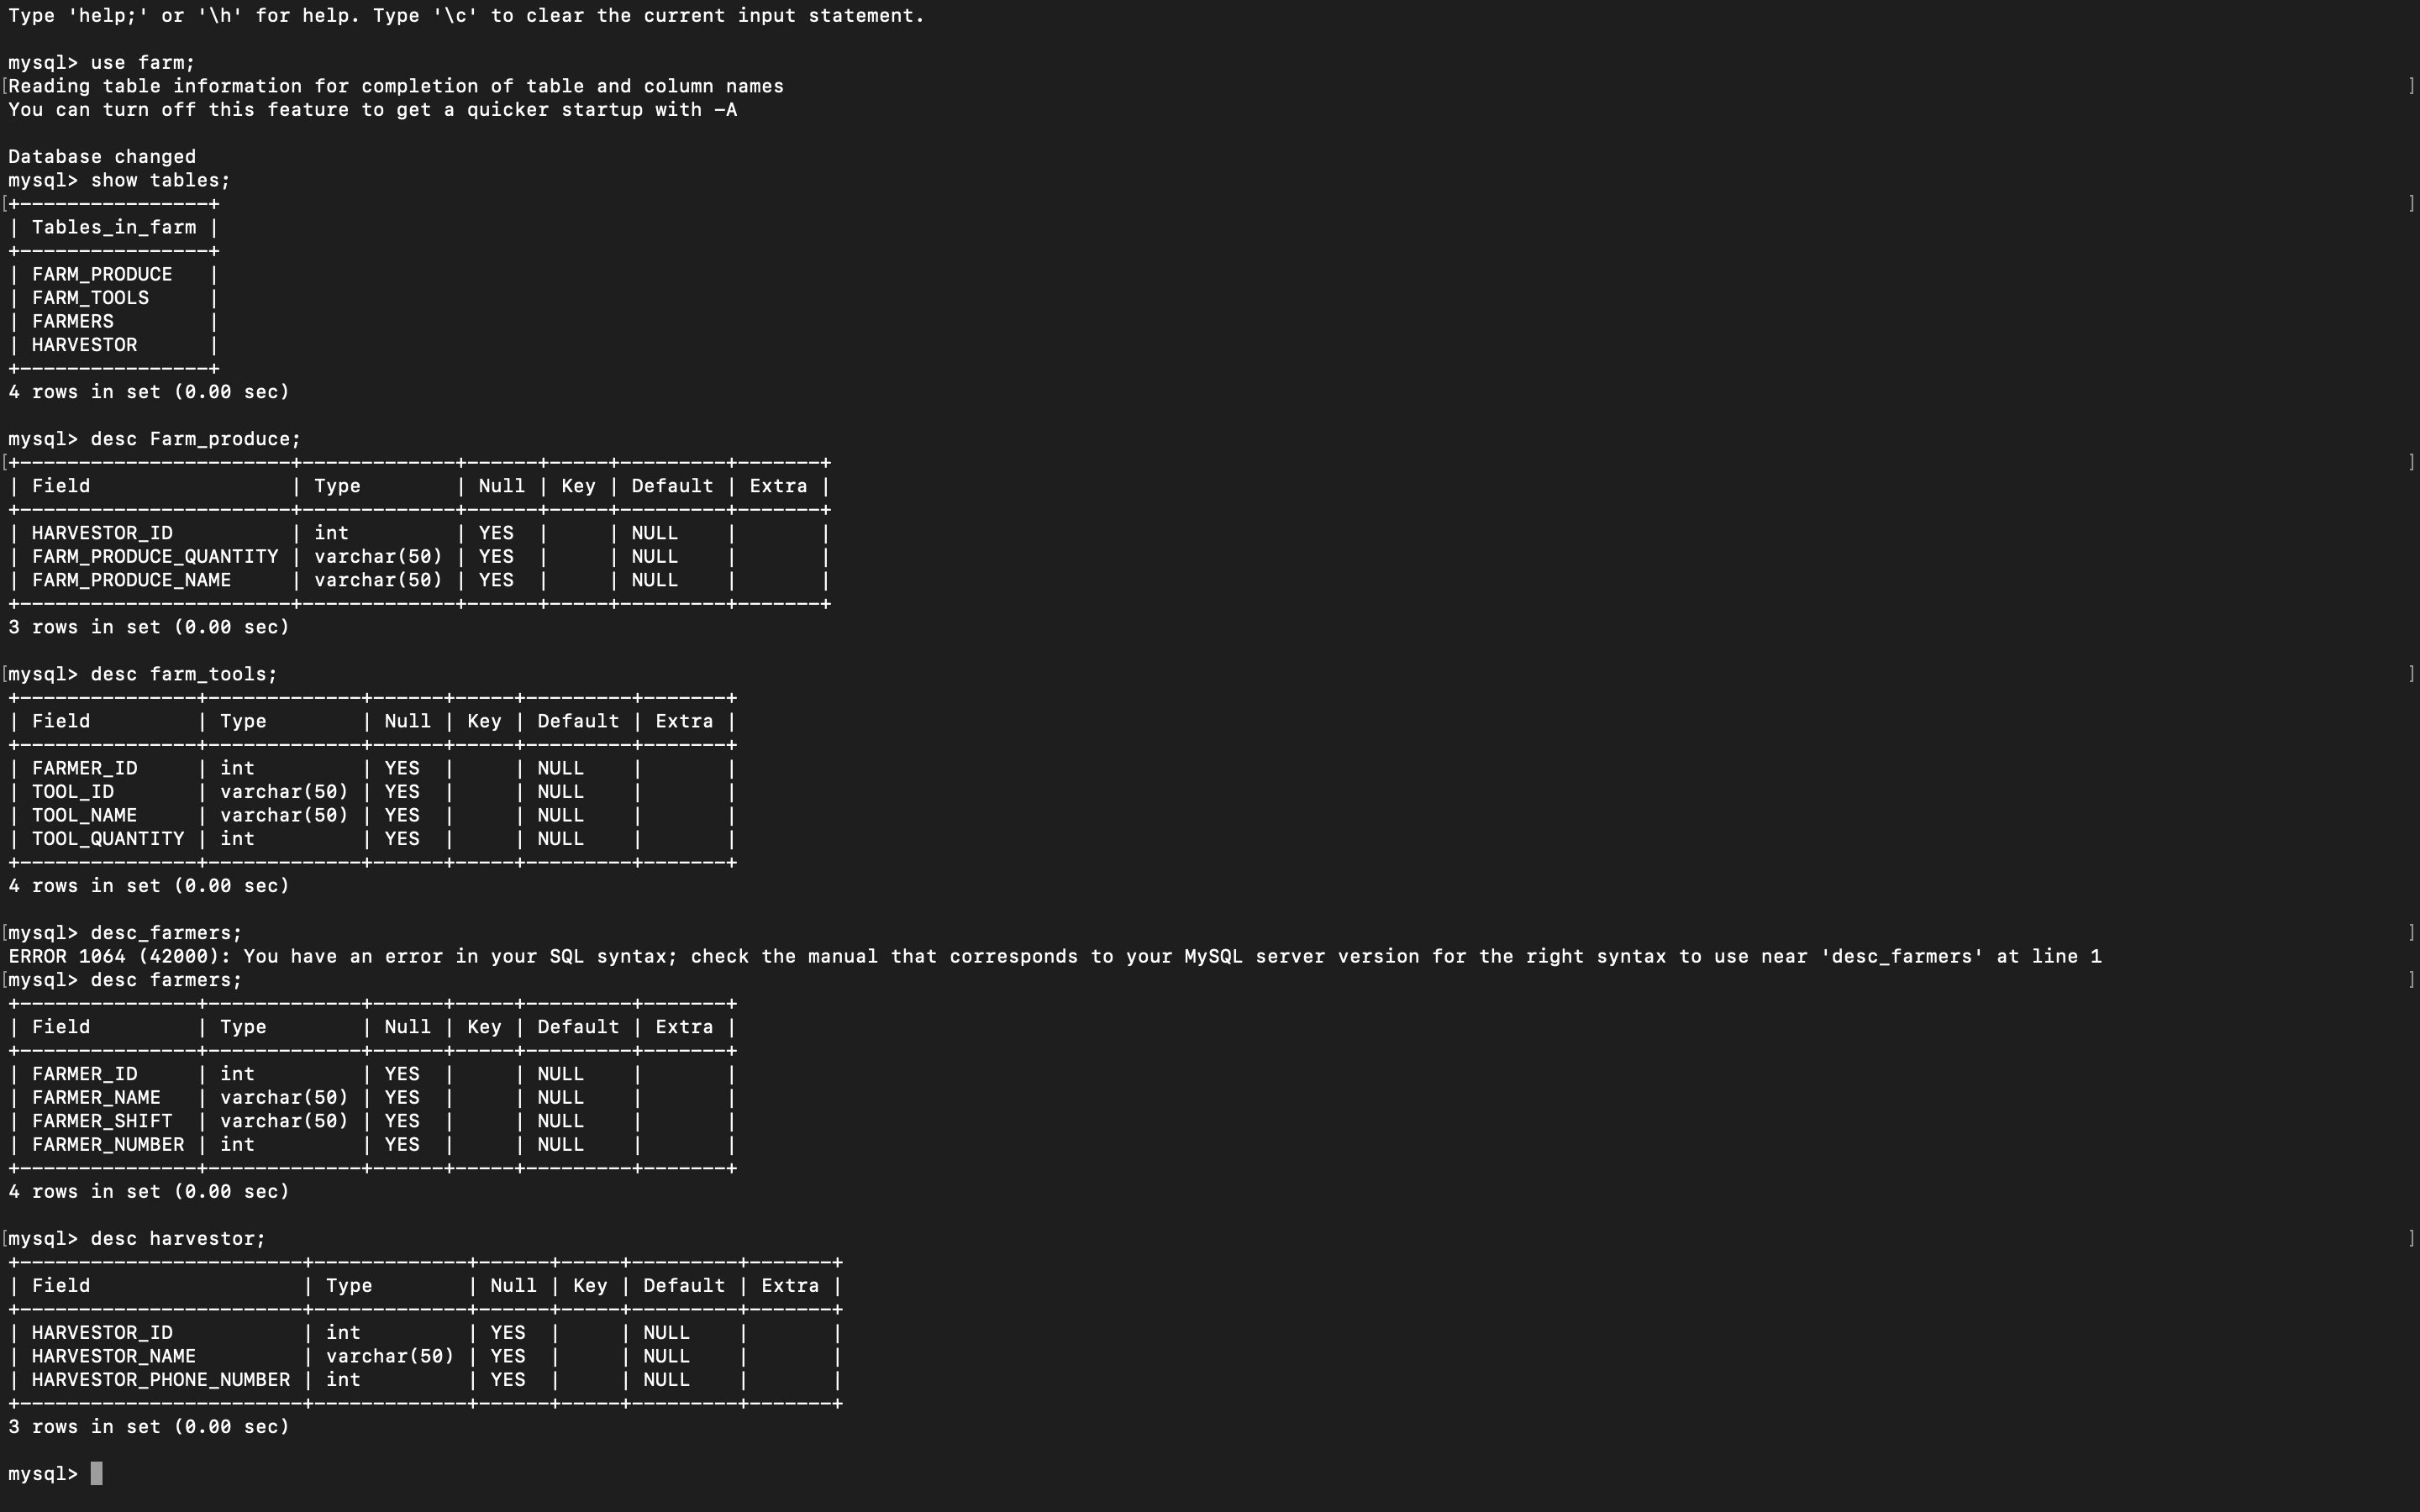 Type 'help;' or '\h' for help. Type '\c' to clear the current input statement.
mysql> use farm;
[Reading table information for completion of table and column names ]
You can turn off this feature to get a quicker startup with -A
Database changed
mysql> show tables;
[+----------------+ ]
| Tables_in_farm |
+----------------+
| FARM_PRODUCE   |
| FARM_TOOLS     |
| FARMERS        |
| HARVESTOR      |
+----------------+
4 rows in set (0.00 sec)
mysql> desc Farm_produce;
[+-----------------------+-------------+------+-----+---------+-------+ ]
| Field                 | Type        | Null | Key | Default | Extra |
+-----------------------+-------------+------+-----+---------+-------+
| HARVESTOR_ID          | int         | YES  |     | NULL    |       |
| FARM_PRODUCE_QUANTITY | varchar(50) | YES  |     | NULL    |       |
| FARM_PRODUCE_NAME     | varchar(50) | YES  |     | NULL    |       |
+-----------------------+-------------+------+-----+---------+-------+
3 rows in set (0.00 sec)
[mysql> desc farm_tools; ]
+---------------+-------------+------+-----+---------+-------+
| Field         | Type        | Null | Key | Default | Extra |
+---------------+-------------+------+-----+---------+-------+
| FARMER_ID     | int         | YES  |     | NULL    |       |
| TOOL_ID       | varchar(50) | YES  |     | NULL    |       |
| TOOL_NAME     | varchar(50) | YES  |     | NULL    |       |
| TOOL_QUANTITY | int         | YES  |     | NULL    |       |
+---------------+-------------+------+-----+---------+-------+
4 rows in set (0.00 sec)
[mysql> desc_farmers; ]
ERROR 1064 (42000): You have an error in your SQL syntax; check the manual that corresponds to your MySQL server version for the right syntax to use near 'desc_farmers' at line 1
[mysql> desc farmers; ]
+---------------+-------------+------+-----+---------+-------+
| Field         | Type        | Null | Key | Default | Extra |
+---------------+-------------+------+-----+---------+-------+
| FARMER_ID     | int         | YES  |     | NULL    |       |
| FARMER_NAME   | varchar(50) | YES  |     | NULL    |       |
| FARMER_SHIFT  | varchar(50) | YES  |     | NULL    |       |
| FARMER_NUMBER | int         | YES  |     | NULL    |       |
+---------------+-------------+------+-----+---------+-------+
4 rows in set (0.00 sec)
[mysql> desc harvestor; ]
+------------------------+-------------+------+-----+---------+-------+
| Field                  | Type        | Null | Key | Default | Extra |
+------------------------+-------------+------+-----+---------+-------+
| HARVESTOR_ID           | int         | YES  |     | NULL    |       |
| HARVESTOR_NAME         | varchar(50) | YES  |     | NULL    |       |
| HARVESTOR_PHONE_NUMBER | int         | YES  |     | NULL    |       |
+------------------------+-------------+------+-----+---------+-------+
3 rows in set (0.00 sec)
mysql>